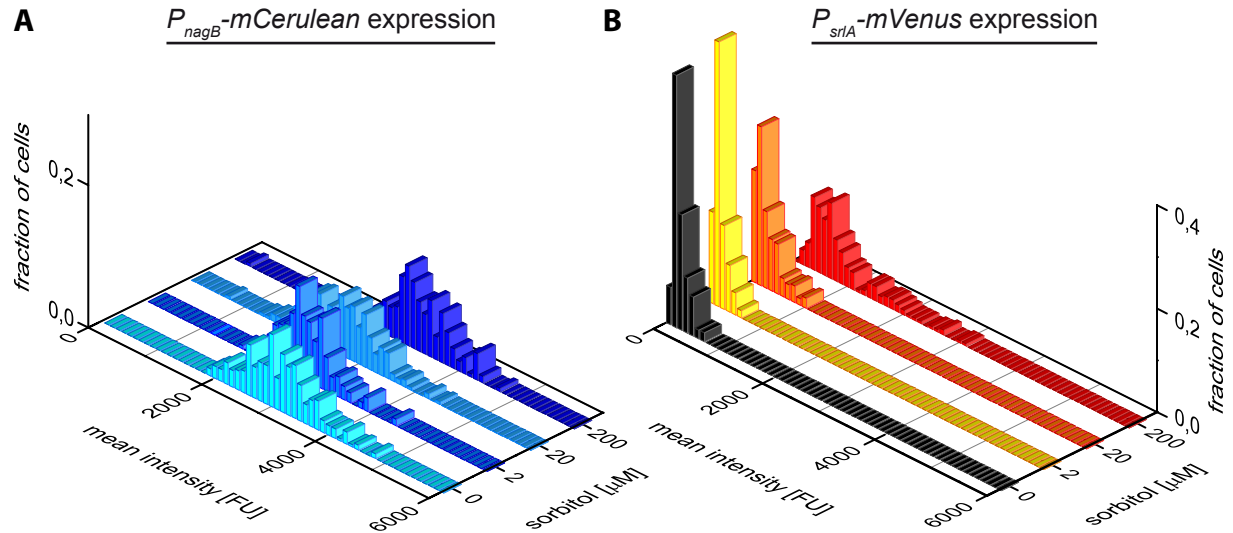 A
P_nagB-mCerulean expression
fraction of cells
0,2
0,0
0
2000
4000
6000
mean intensity [FU]
0
2
20
200
sorbitol [µM]
B
P_srlA-mVenus expression
0
2000
4000
6000
mean intensity [FU]
0
2
20
200
sorbitol [µM]
0,4
0,2
0,0
fraction of cells